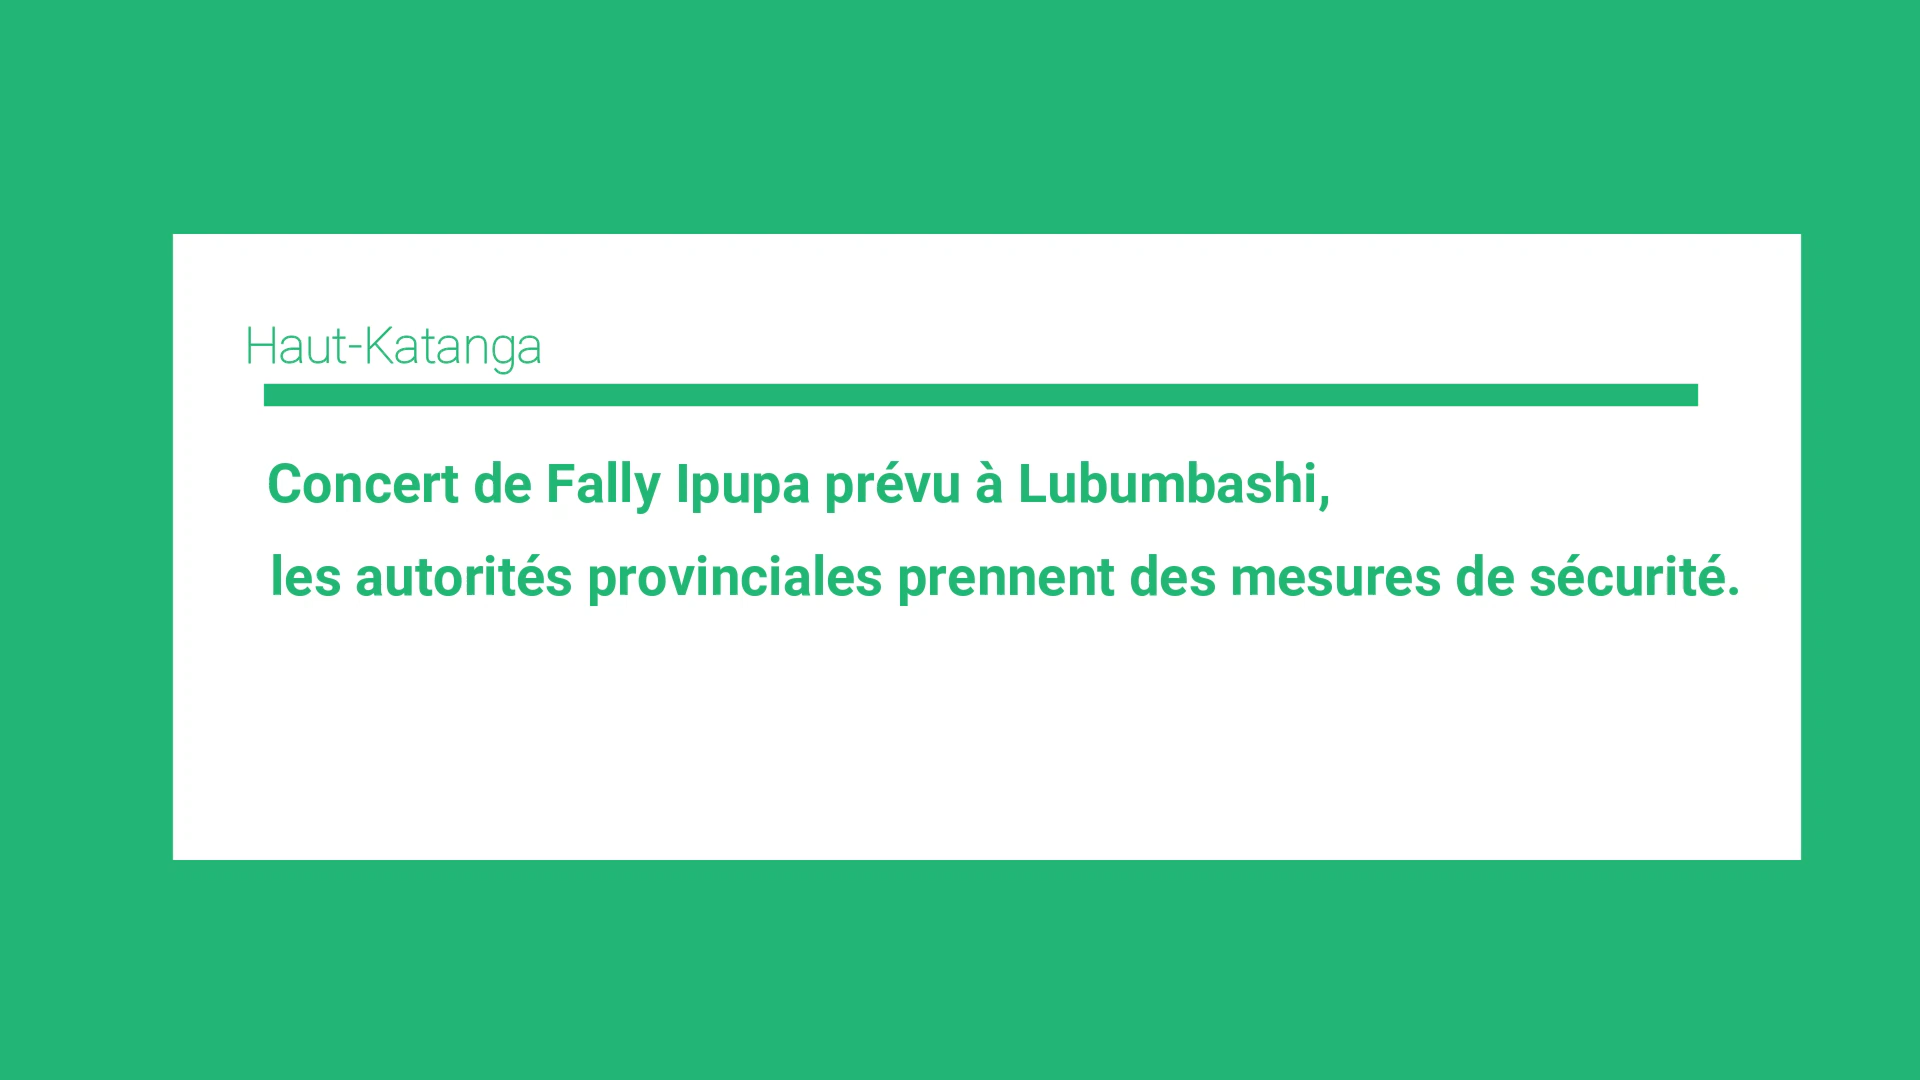 Haut-Katanga
Concert de Fally Ipupa prévu à Lubumbashi,
les autorités provinciales prennent des mesures de sécurité.